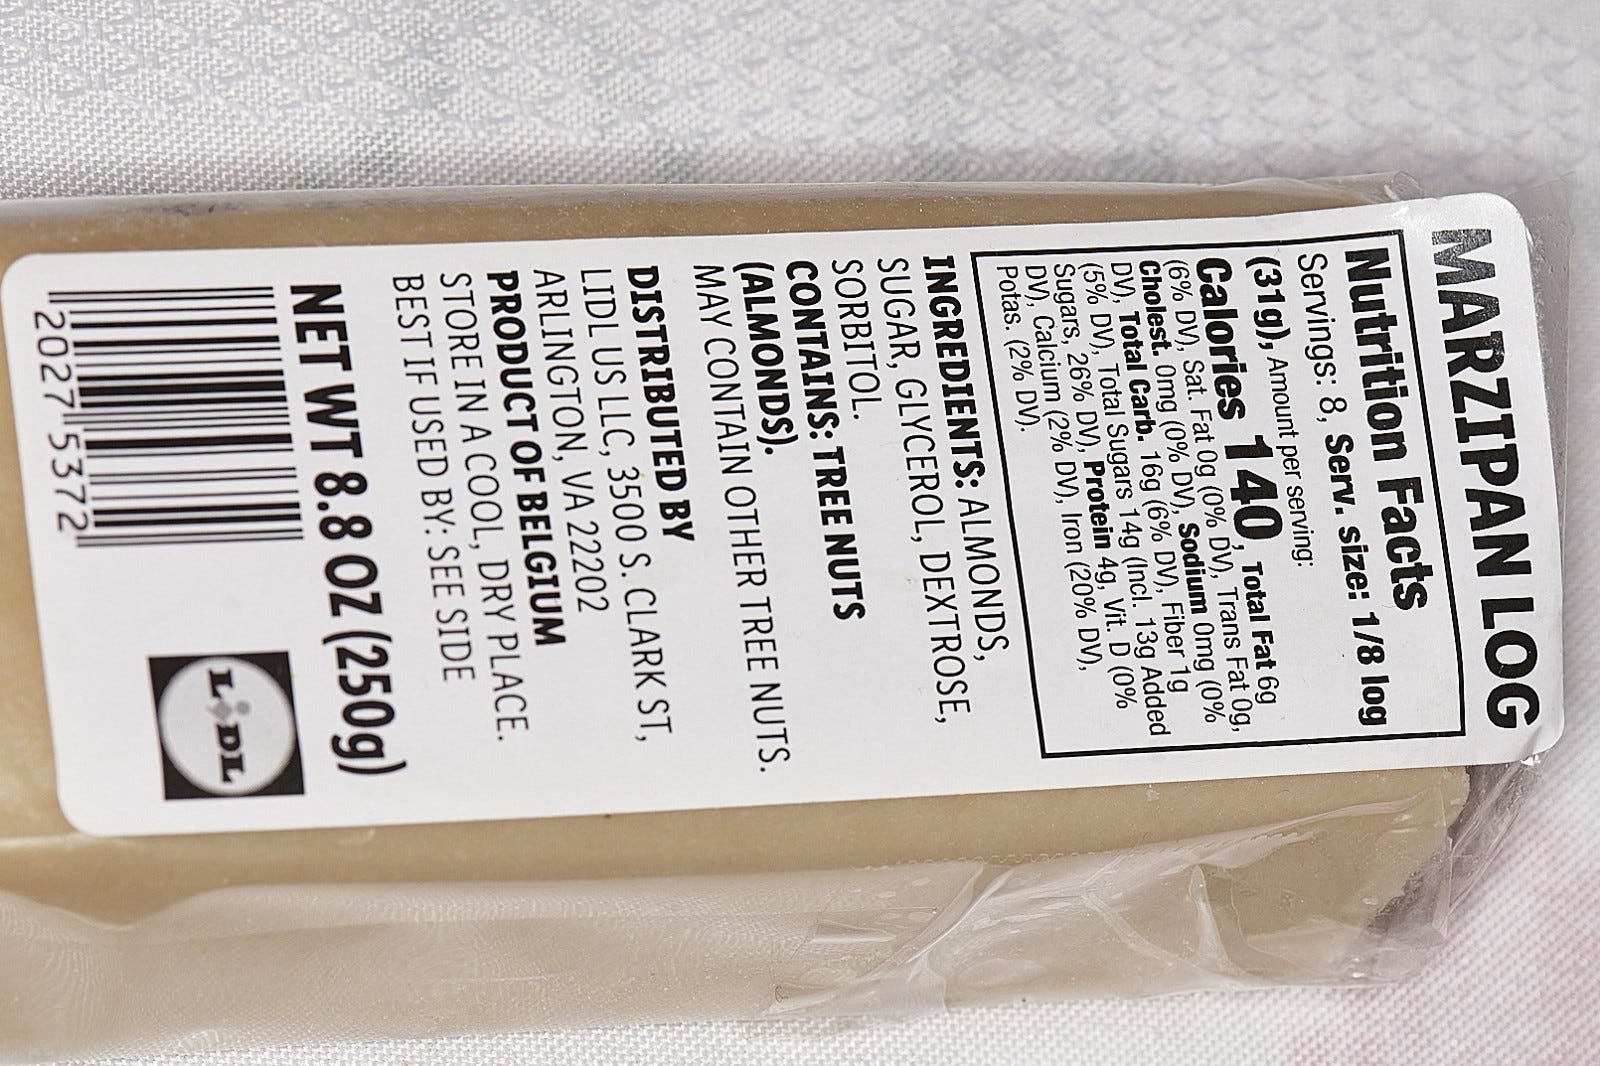 MARZIPAN LOG
Nutrition Facts
Servings: 8, Serv. size: 1/8 log
(31g), Amount per serving:
Calories 140, Total Fat 6g
(6% DV), Sat. Fat 0g (0% DV), Trans Fat 0g,
Cholest. 0mg (0% DV), Sodium 0mg (0%
DV), Total Carb. 16g (6% DV), Fiber 1g
(5% DV), Total Sugars 14g (Incl. 13g Added
Sugars, 26% DV), Protein 4g, Vit. D (0%
DV), Calcium (2% DV), Iron (20% DV),
Potas. (2% DV).
INGREDIENTS: ALMONDS,
SUGAR, GLYCEROL, DEXTROSE,
SORBITOL.
CONTAINS: TREE NUTS
(ALMONDS).
MAY CONTAIN OTHER TREE NUTS.
DISTRIBUTED BY
LIDL US LLC, 3500 S. CLARK ST,
ARLINGTON, VA 22202
PRODUCT OF BELGIUM
STORE IN A COOL, DRY PLACE.
BEST IF USED BY: SEE SIDE
NET WT 8.8 OZ (250g)
2027 5372
LIDL